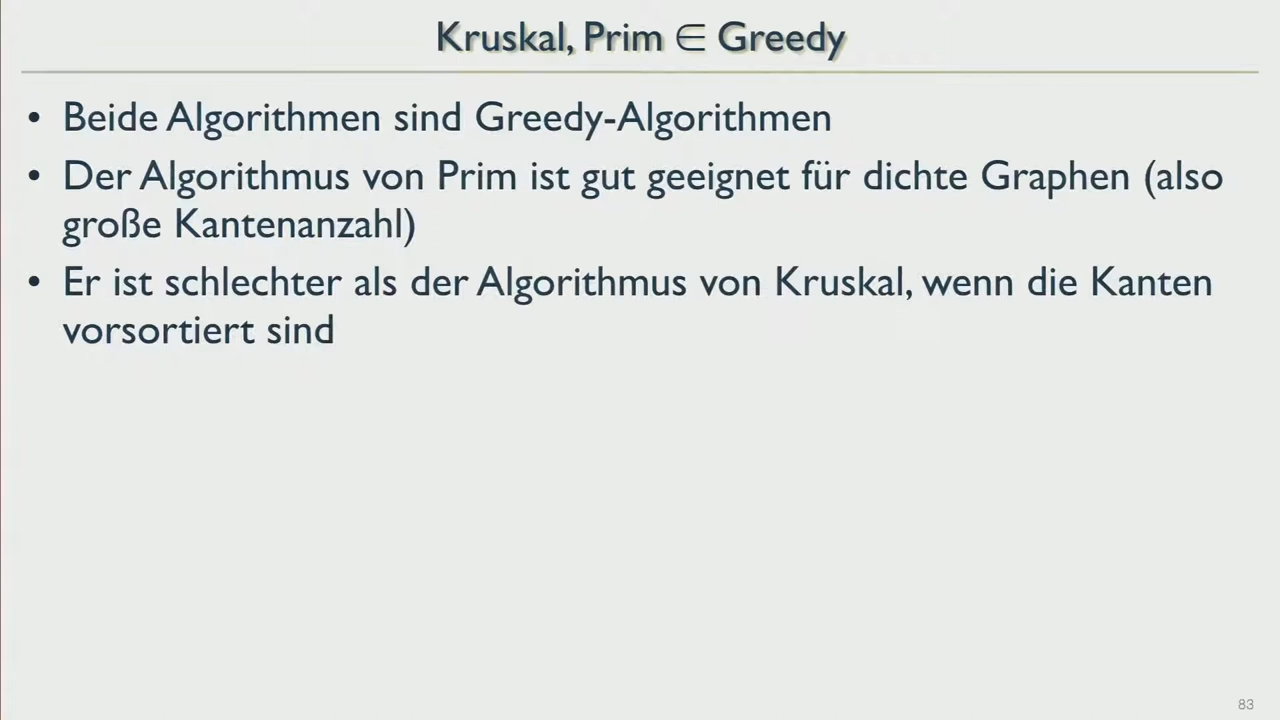 Kruskal, Prim ∈ Greedy
• Beide Algorithmen sind Greedy-Algorithmen
• Der Algorithmus von Prim ist gut geeignet für dichte Graphen (also
große Kantenanzahl)
• Er ist schlechter als der Algorithmus von Kruskal, wenn die Kanten
vorsortiert sind
83